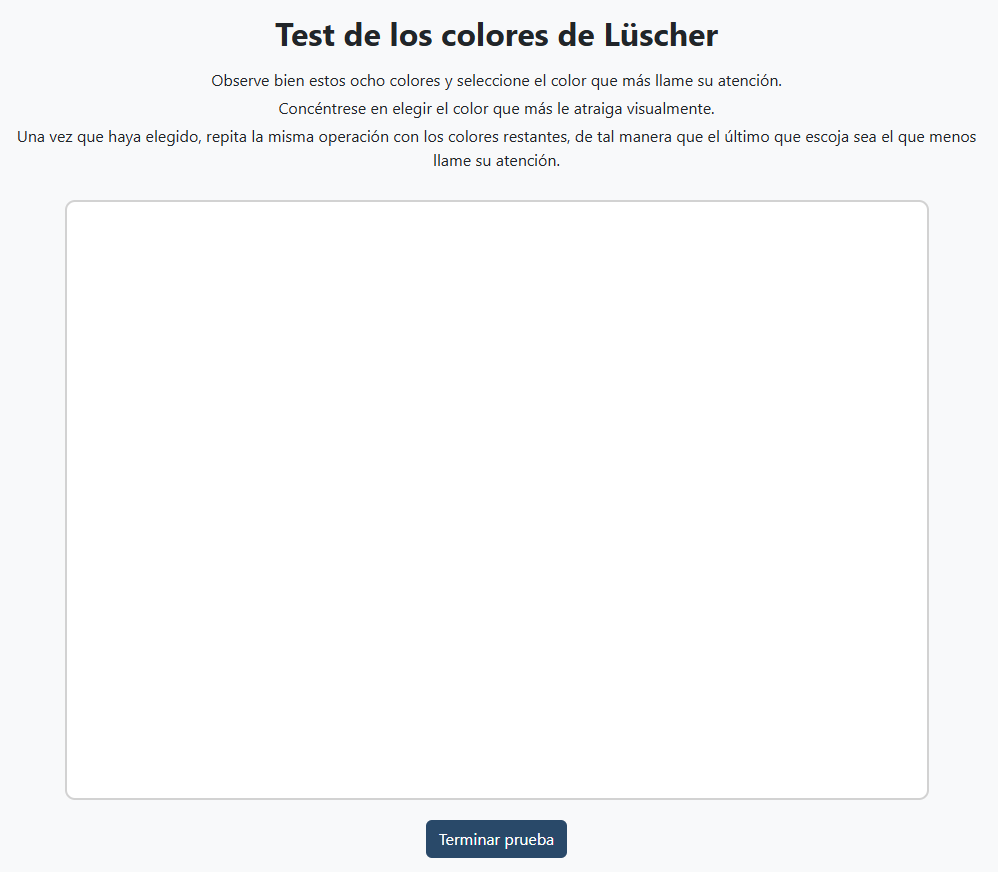 Test de los colores de Lüscher
Observe bien estos ocho colores y seleccione el color que más llame su atención.
Concéntrese en elegir el color que más le atraiga visualmente.
Una vez que haya elegido, repita la misma operación con los colores restantes, de tal manera que el último que escoja sea el que menos
llame su atención.
Terminar prueba